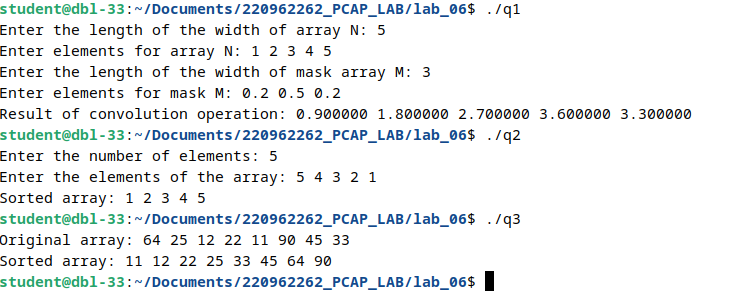 student@dbl-33:~/Documents/220962262_PCAP_LAB/lab_06$ ./q1
Enter the length of the width of array N: 5
Enter elements for array N: 1 2 3 4 5
Enter the length of the width of mask array M: 3
Enter elements for mask M: 0.2 0.5 0.2
Result of convolution operation: 0.900000 1.800000 2.700000 3.600000 3.300000
student@dbl-33:~/Documents/220962262_PCAP_LAB/lab_06$ ./q2
Enter the number of elements: 5
Enter the elements of the array: 5 4 3 2 1
Sorted array: 1 2 3 4 5
student@dbl-33:~/Documents/220962262_PCAP_LAB/lab_06$ ./q3
Original array: 64 25 12 22 11 90 45 33
Sorted array: 11 12 22 25 33 45 64 90
student@dbl-33:~/Documents/220962262_PCAP_LAB/lab_06$